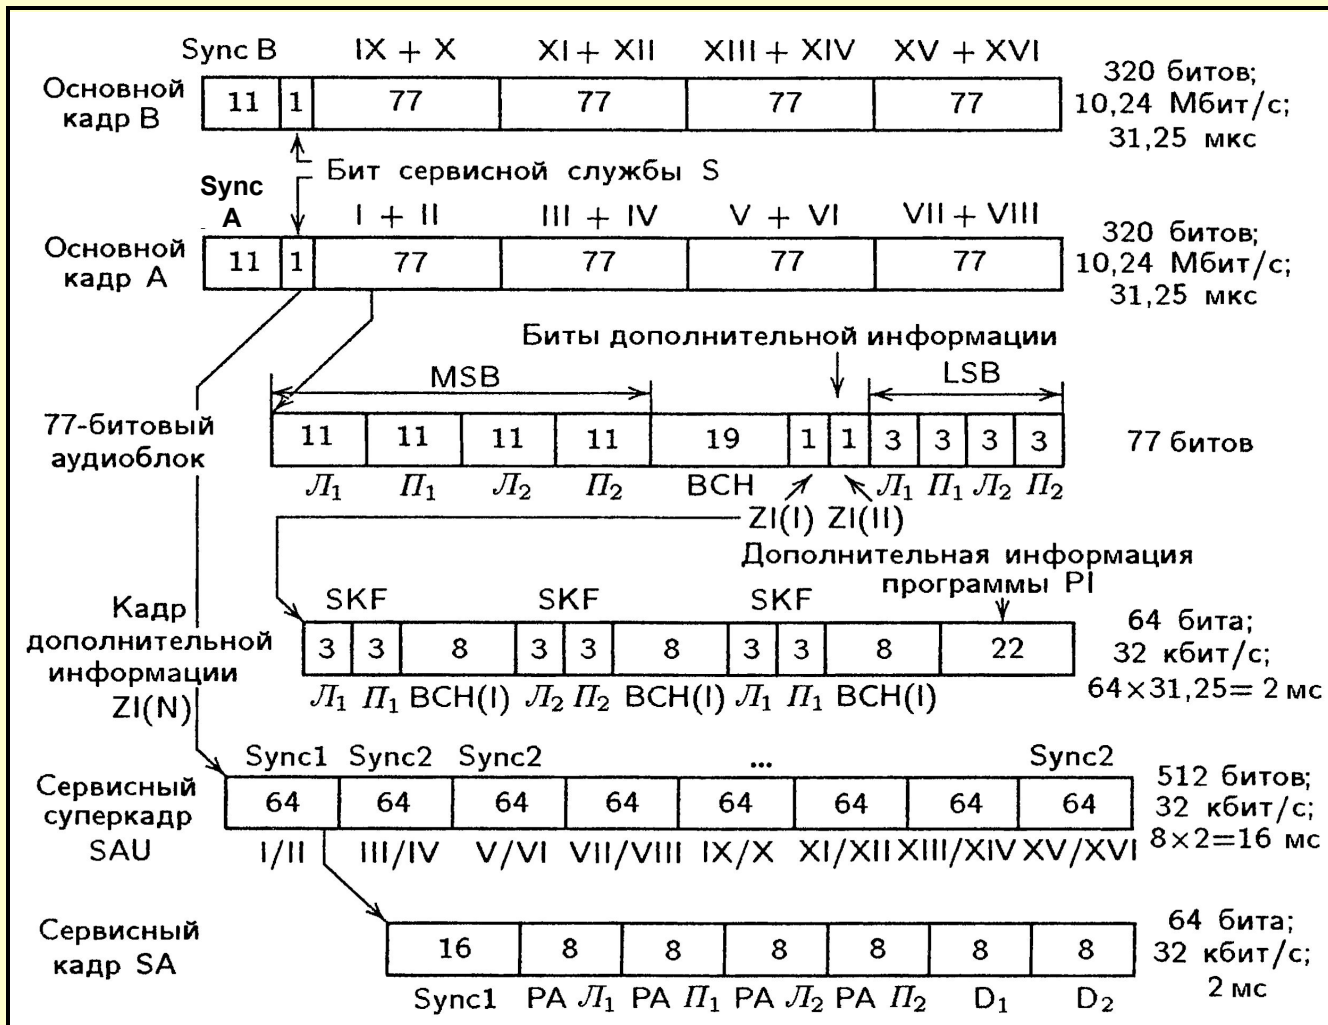 Sync B IX + X XI + XII XIII + XIV XV + XVI
Основной
кадр B
11 1 77 77 77 77
320 битов;
10,24 Мбит/с;
31,25 мкс
Бит сервисной службы S
Sync
A
I + II III + IV V + VI VII + VIII
Основной
кадр A
11 1 77 77 77 77
320 битов;
10,24 Мбит/с;
31,25 мкс
Биты дополнительной информации
MSB LSB
77-битовый
аудиоблок
11 11 11 11 19 1 1 3 3 3 3
77 битов
Л₁ П₁ Л₂ П₂ BCH Л₁ П₁ Л₂ П₂
ZI(I) ZI(II)
Дополнительная информация
программы PI
SKF SKF SKF
Кадр
дополнительной
информации
ZI(N)
3 3 8 3 3 8 3 3 8 22
64 бита;
32 кбит/с;
64×31,25= 2 мс
Л₁ П₁ BCH(I) Л₂ П₂ BCH(I) Л₁ П₁ BCH(I)
Sync1 Sync2 Sync2 ... Sync2
Сервисный
суперкадр
SAU
64 64 64 64 64 64 64 64
512 битов;
32 кбит/с;
8×2=16 мс
I/II III/IV V/VI VII/VIII IX/X XI/XII XIII/XIV XV/XVI
Сервисный
кадр SA
16 8 8 8 8 8 8
64 бита;
32 кбит/с;
2 мс
Sync1 PA Л₁ PA П₁ PA Л₂ PA П₂ D₁ D₂